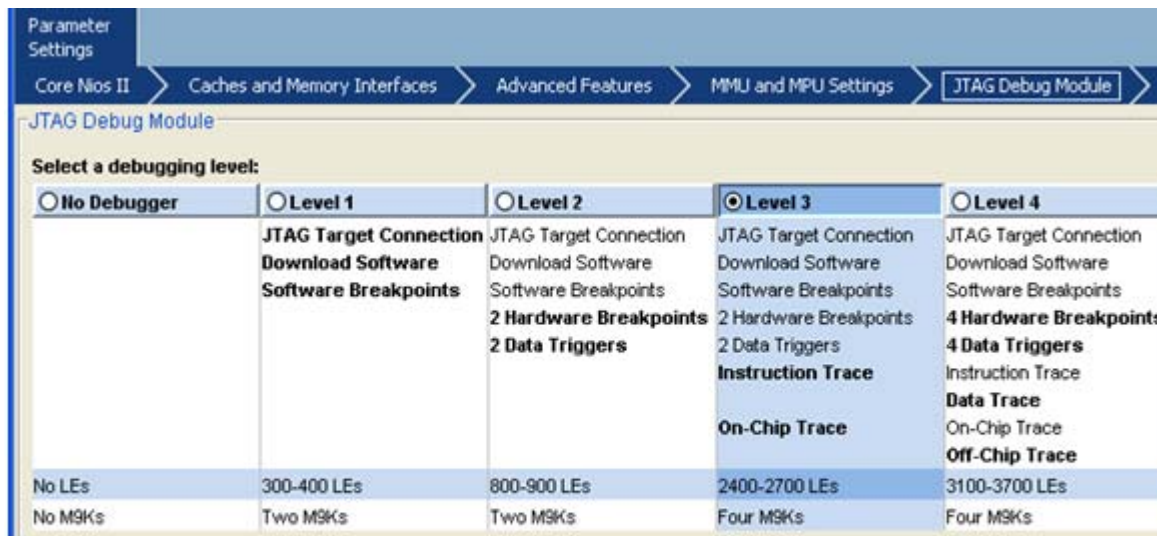 Parameter
Settings
Core Nios II
Caches and Memory Interfaces
Advanced Features
MMU and MPU Settings
JTAG Debug Module
JTAG Debug Module
Select a debugging level:
No Debugger
Level 1
Level 2
Level 3
Level 4
JTAG Target Connection
JTAG Target Connection
JTAG Target Connection
JTAG Target Connection
Download Software
Download Software
Download Software
Download Software
Software Breakpoints
Software Breakpoints
Software Breakpoints
Software Breakpoints
2 Hardware Breakpoints
2 Hardware Breakpoints
4 Hardware Breakpoints
2 Data Triggers
2 Data Triggers
4 Data Triggers
Instruction Trace
Instruction Trace
Data Trace
On-Chip Trace
On-Chip Trace
Off-Chip Trace
No LEs
300-400 LEs
800-900 LEs
2400-2700 LEs
3100-3700 LEs
No M9Ks
Two M9Ks
Two M9Ks
Four M9Ks
Four M9Ks